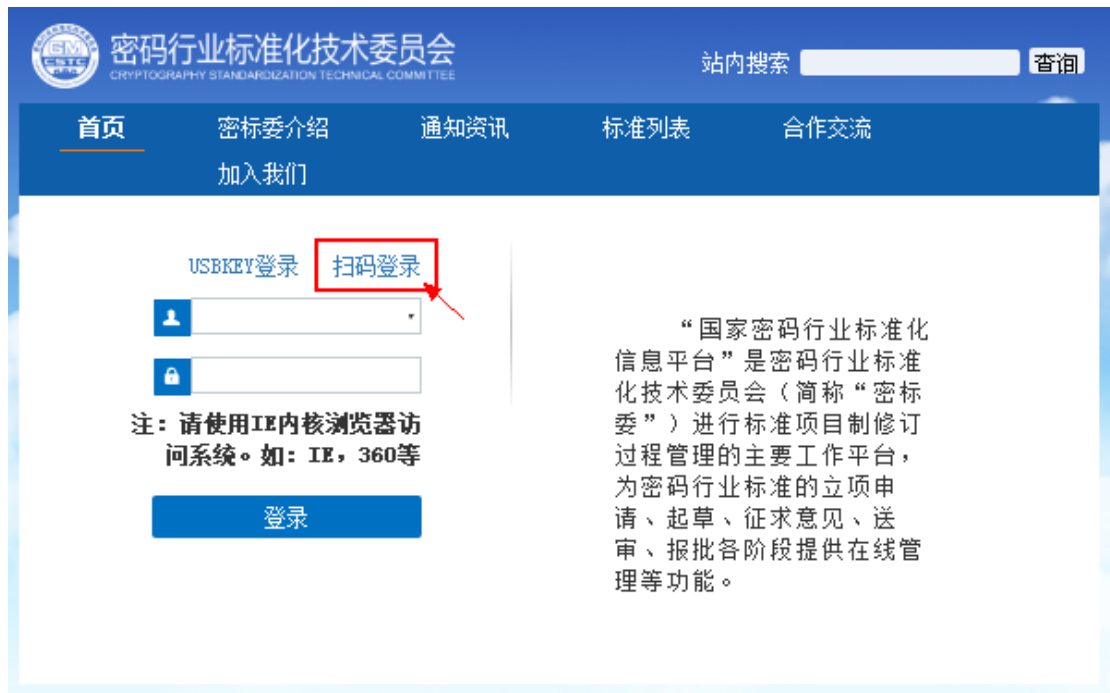 GM
CSTC
密码行业标准化技术委员会
CRYPTOGRAPHY STANDARDIZATION TECHNICAL COMMITTEE
站内搜索
查询
首页
密标委介绍
通知资讯
标准列表
合作交流
加入我们
USBKEY登录
扫码登录
注：请使用IE内核浏览器访
问系统。如：IE，360等
登录
“国家密码行业标准化
信息平台”是密码行业标准
化技术委员会（简称“密标
委”）进行标准项目制修订
过程管理的主要工作平台，
为密码行业标准的立项申
请、起草、征求意见、送
审、报批各阶段提供在线管
理等功能。